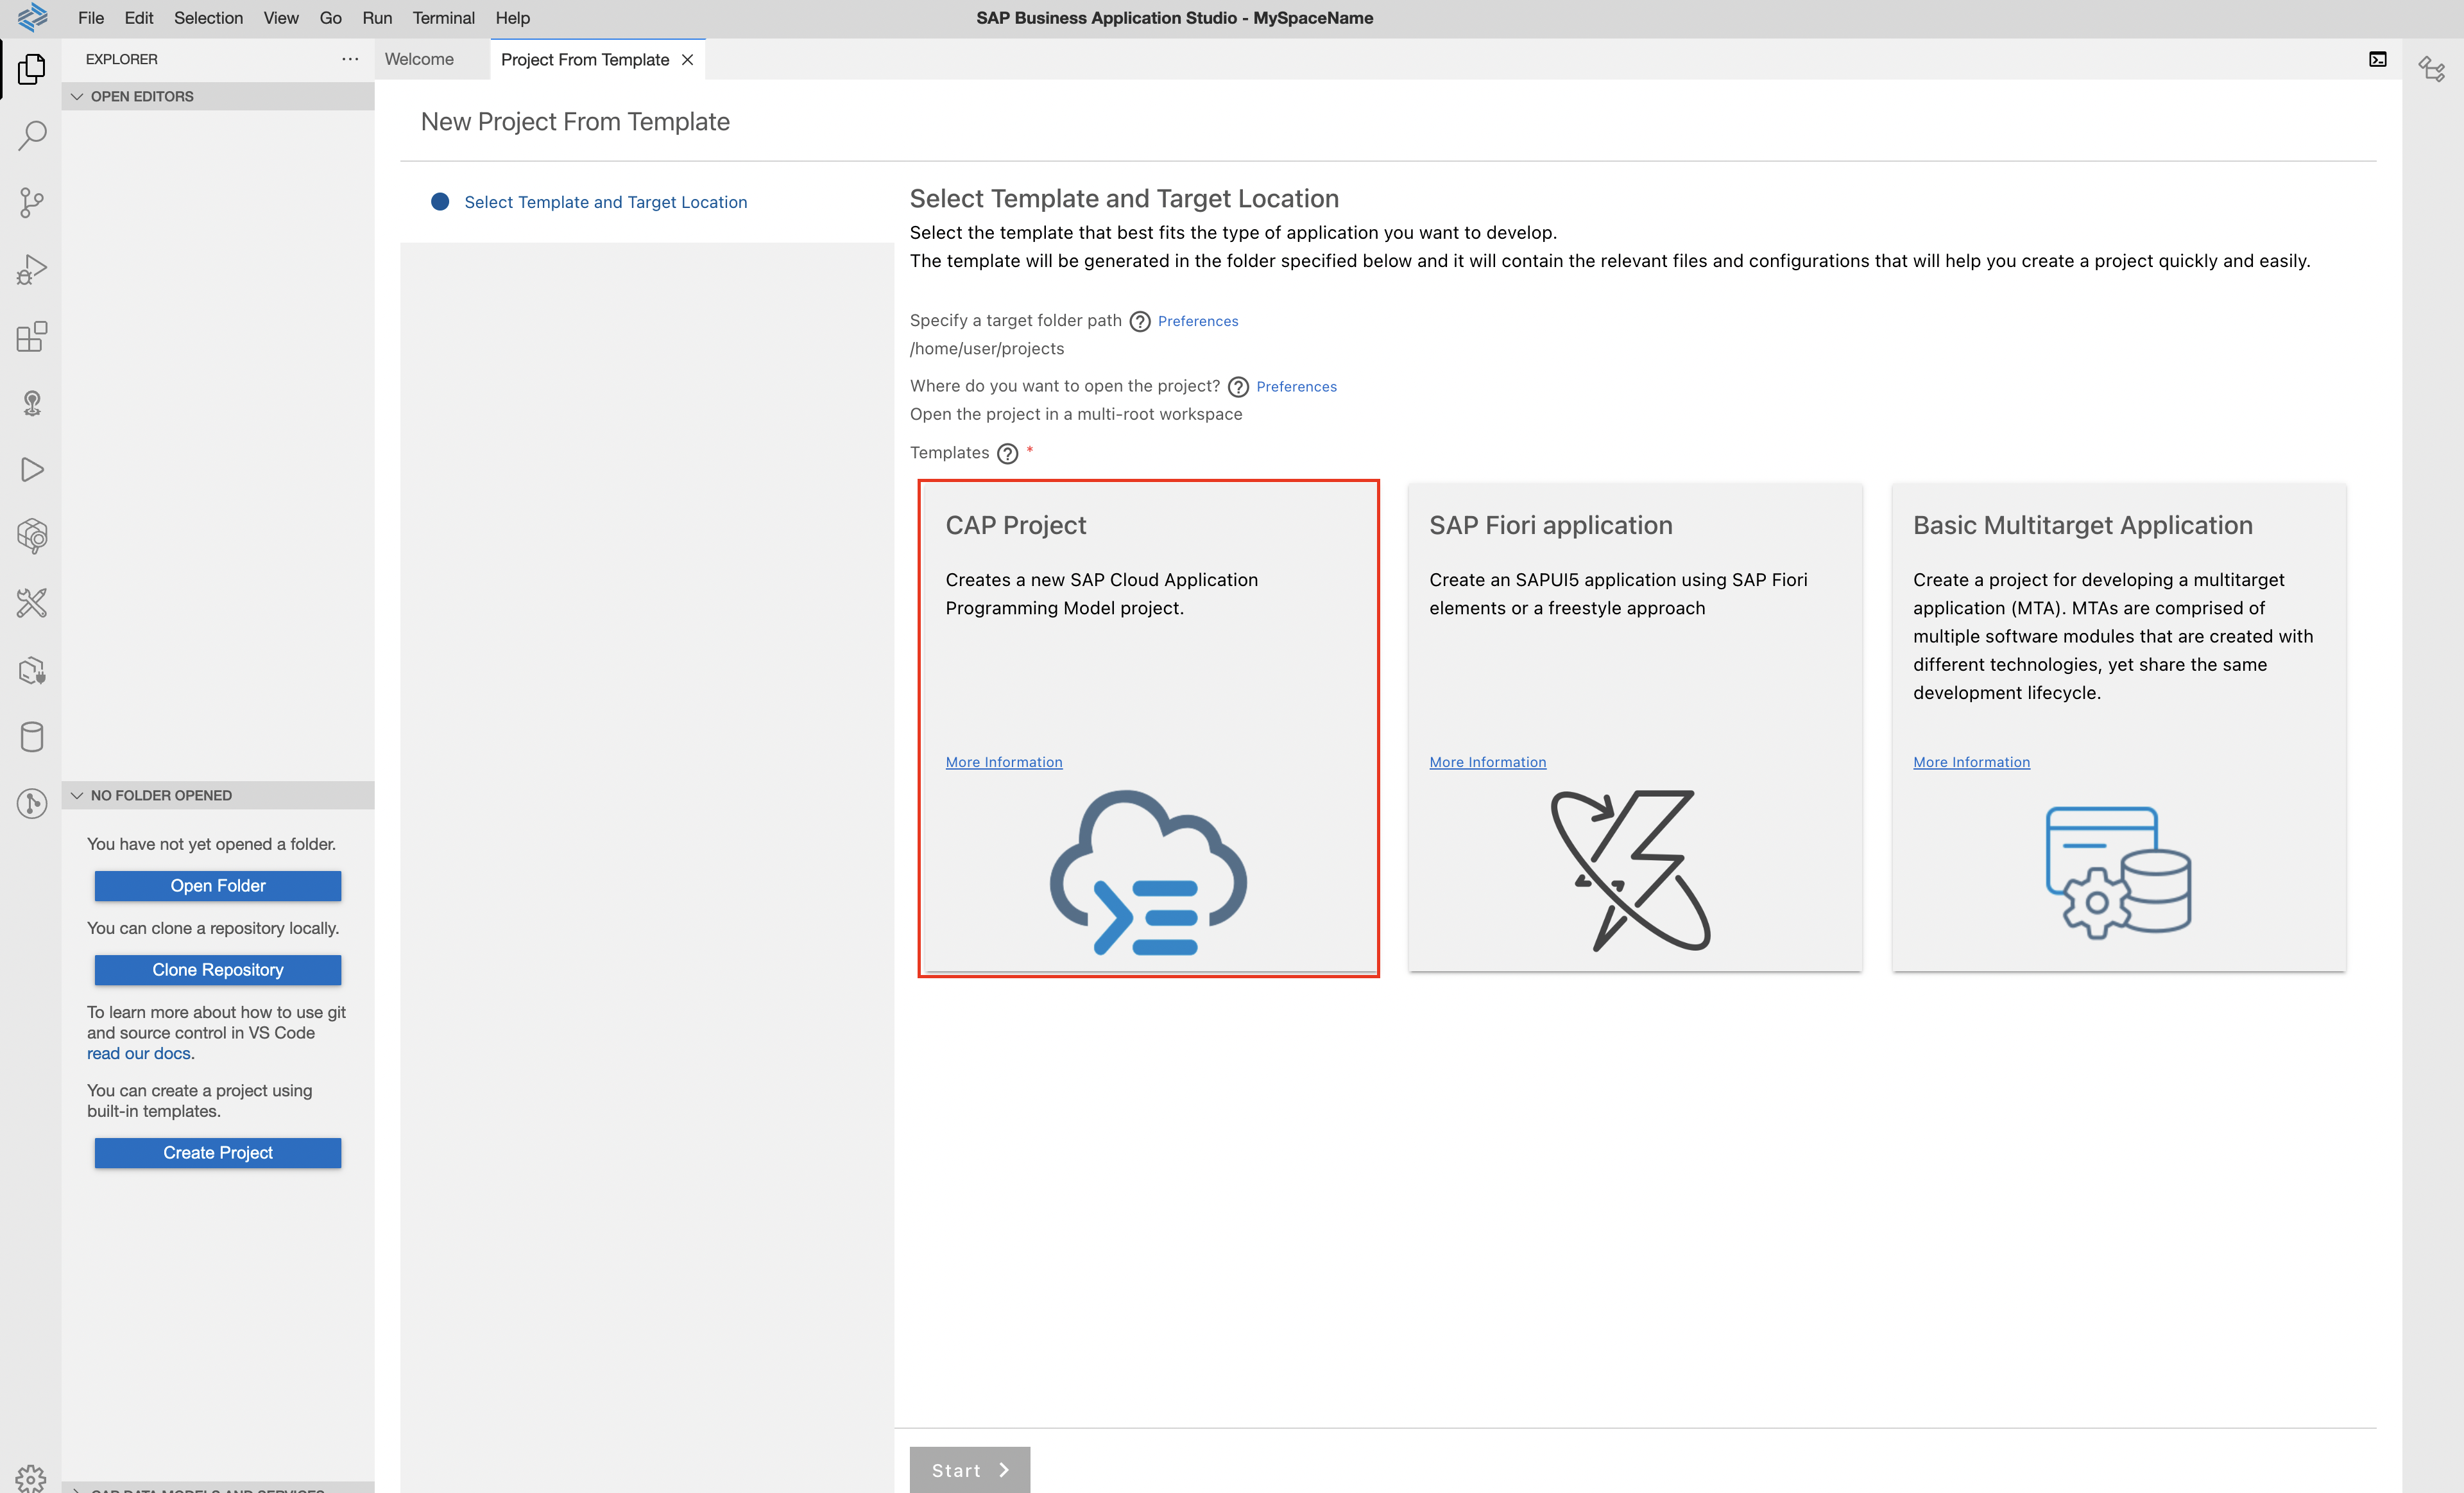 File Edit Selection View Go Run Terminal Help
SAP Business Application Studio - MySpaceName
EXPLORER
Welcome
Project From Template
OPEN EDITORS
New Project From Template
Select Template and Target Location
Select Template and Target Location
Select the template that best fits the type of application you want to develop.
The template will be generated in the folder specified below and it will contain the relevant files and configurations that will help you create a project quickly and easily.
Specify a target folder path ? Preferences
/home/user/projects
Where do you want to open the project? ? Preferences
Open the project in a multi-root workspace
Templates ? *
CAP Project
Creates a new SAP Cloud Application
Programming Model project.
More Information
SAP Fiori application
Create an SAPUI5 application using SAP Fiori
elements or a freestyle approach
More Information
Basic Multitarget Application
Create a project for developing a multitarget
application (MTA). MTAs are comprised of
multiple software modules that are created with
different technologies, yet share the same
development lifecycle.
More Information
NO FOLDER OPENED
You have not yet opened a folder.
Open Folder
You can clone a repository locally.
Clone Repository
To learn more about how to use git
and source control in VS Code
read our docs.
You can create a project using
built-in templates.
Create Project
Start
CAP DATA MODELS AND SERVICES